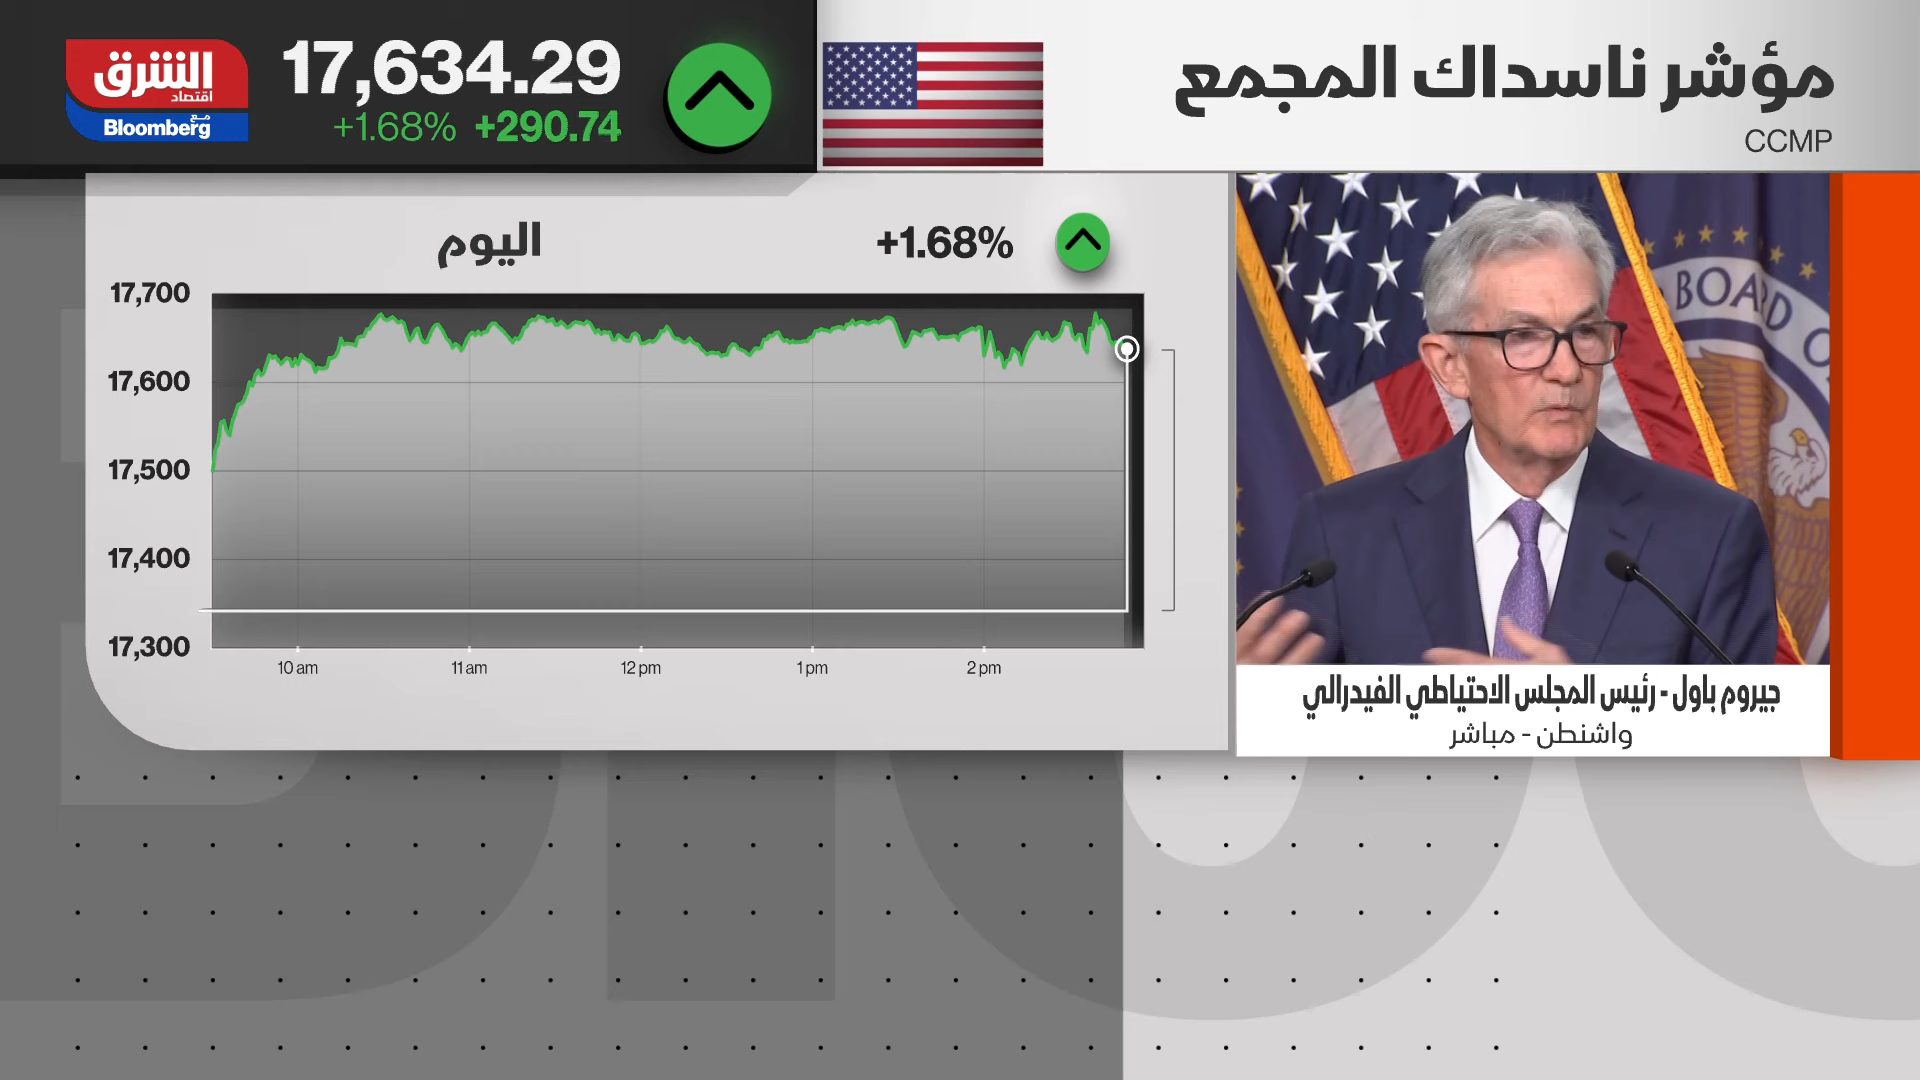 الشرق
اقتصاد
مع
Bloomberg
17,634.29
+1.68% +290.74
مؤشر ناسداك المجمع
CCMP
اليوم
+1.68%
17,700
17,600
17,500
17,400
17,300
10 am
11 am
12 pm
1 pm
2 pm
BOARD O
جيروم باول - رئيس المجلس الاحتياطي الفيدرالي
واشنطن - مباشر